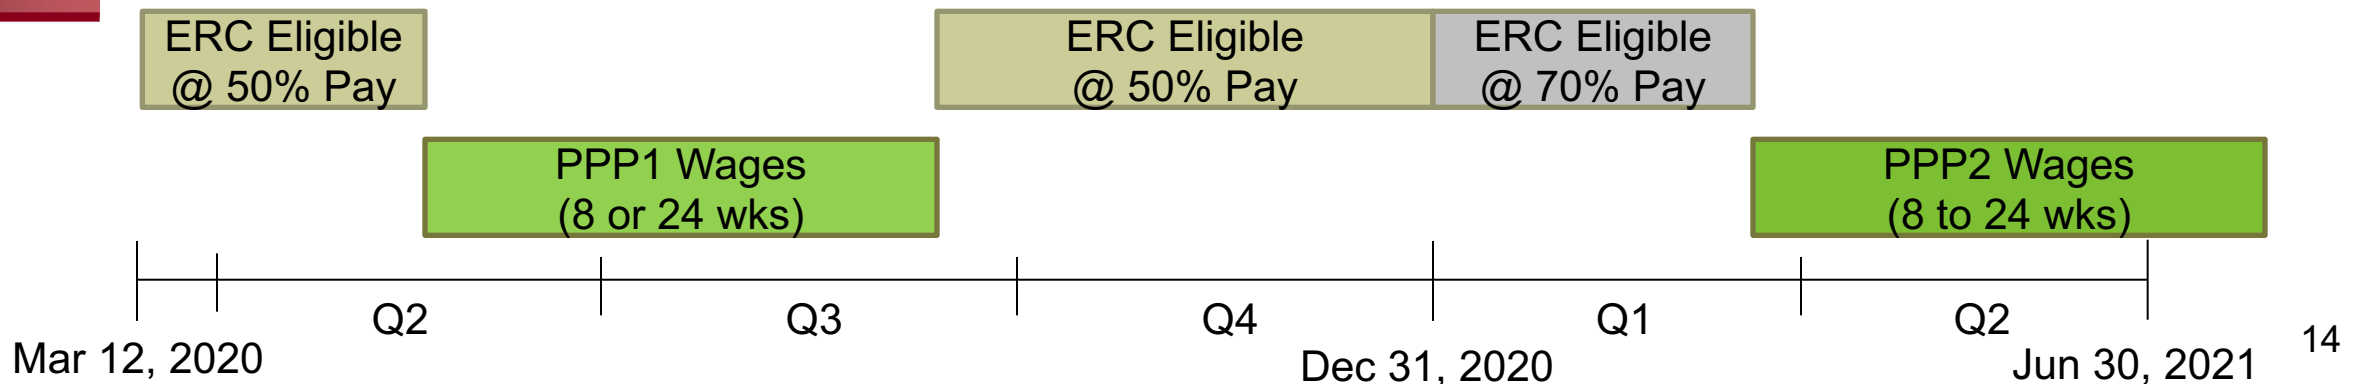 ERC Eligible
@ 50% Pay
ERC Eligible
@ 50% Pay
ERC Eligible
@ 70% Pay
PPP1 Wages
(8 or 24 wks)
PPP2 Wages
(8 to 24 wks)
Q2
Q3
Q4
Q1
Q2
Mar 12, 2020
Dec 31, 2020
Jun 30, 2021
14